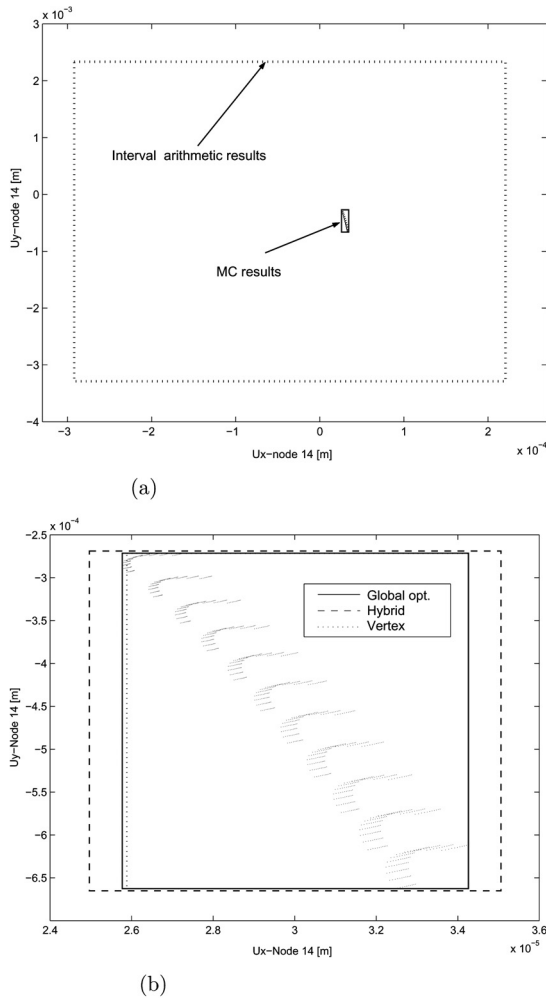 x 10⁻³
3
2
1
0
−1
−2
−3
−4
Uy−node 14 [m]
Interval arithmetic results
MC results
−3
−2
−1
0
1
2
Ux−node 14 [m]
x 10⁻⁴
(a)
x 10⁻⁴
−2.5
−3
−3.5
−4
−4.5
−5
−5.5
−6
−6.5
−7.0
Uy−Node 14 [m]
Global opt.
Hybrid
Vertex
2.4
2.6
2.8
3
3.2
3.4
3.6
Ux−Node 14 [m]
x 10⁻⁵
(b)